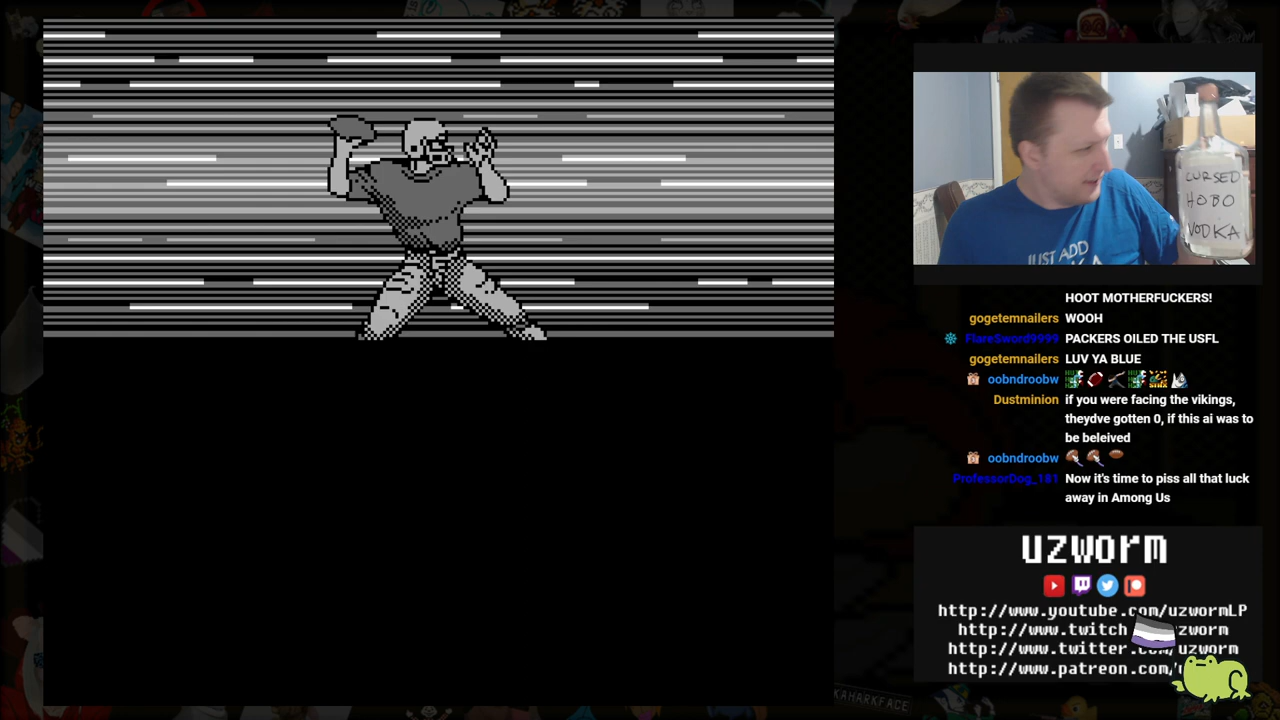 CURSED
HOBO
VODKA
JUST ADD
HOOT MOTHERFUCKERS!
gogetemnailers WOOH
FlareSword9999 PACKERS OILED THE USFL
gogetemnailers LUV YA BLUE
oobndroobw
Dustminion if you were facing the vikings,
theydve gotten 0, if this ai was to
be beleived
oobndroobw
ProfessorDog_181 Now it's time to piss all that luck
away in Among Us
uzworm
http://www.youtube.com/uzwormLP
http://www.twitch zworm
http://www.twitter.com/uzworm
http://www.patreon.com/
KAHARKFACE